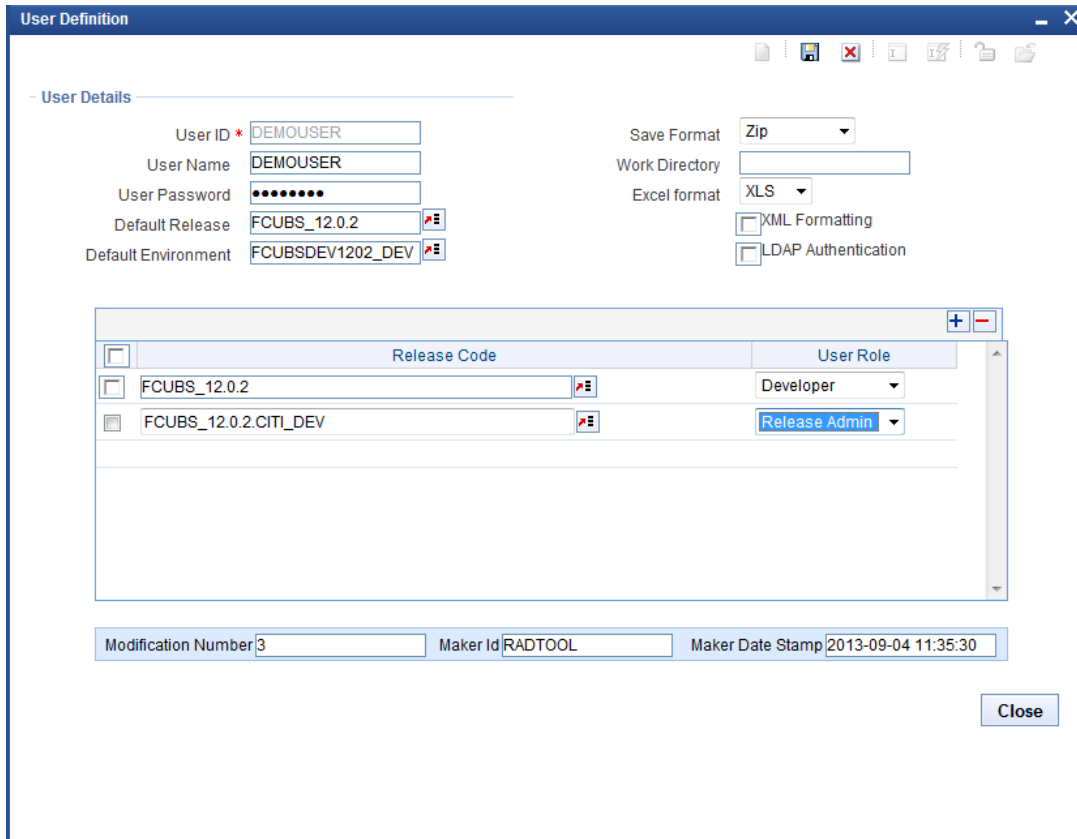 User Definition
User Details
User ID * DEMOUSER
User Name DEMOUSER
User Password ••••••••
Default Release FCUBS_12.0.2
Default Environment FCUBSDEV1202_DEV
Save Format Zip
Work Directory
Excel format XLS
XML Formatting
LDAP Authentication
Release Code User Role
FCUBS_12.0.2 Developer
FCUBS_12.0.2.CITI_DEV Release Admin
Modification Number 3 Maker Id RADTOOL Maker Date Stamp 2013-09-04 11:35:30
Close